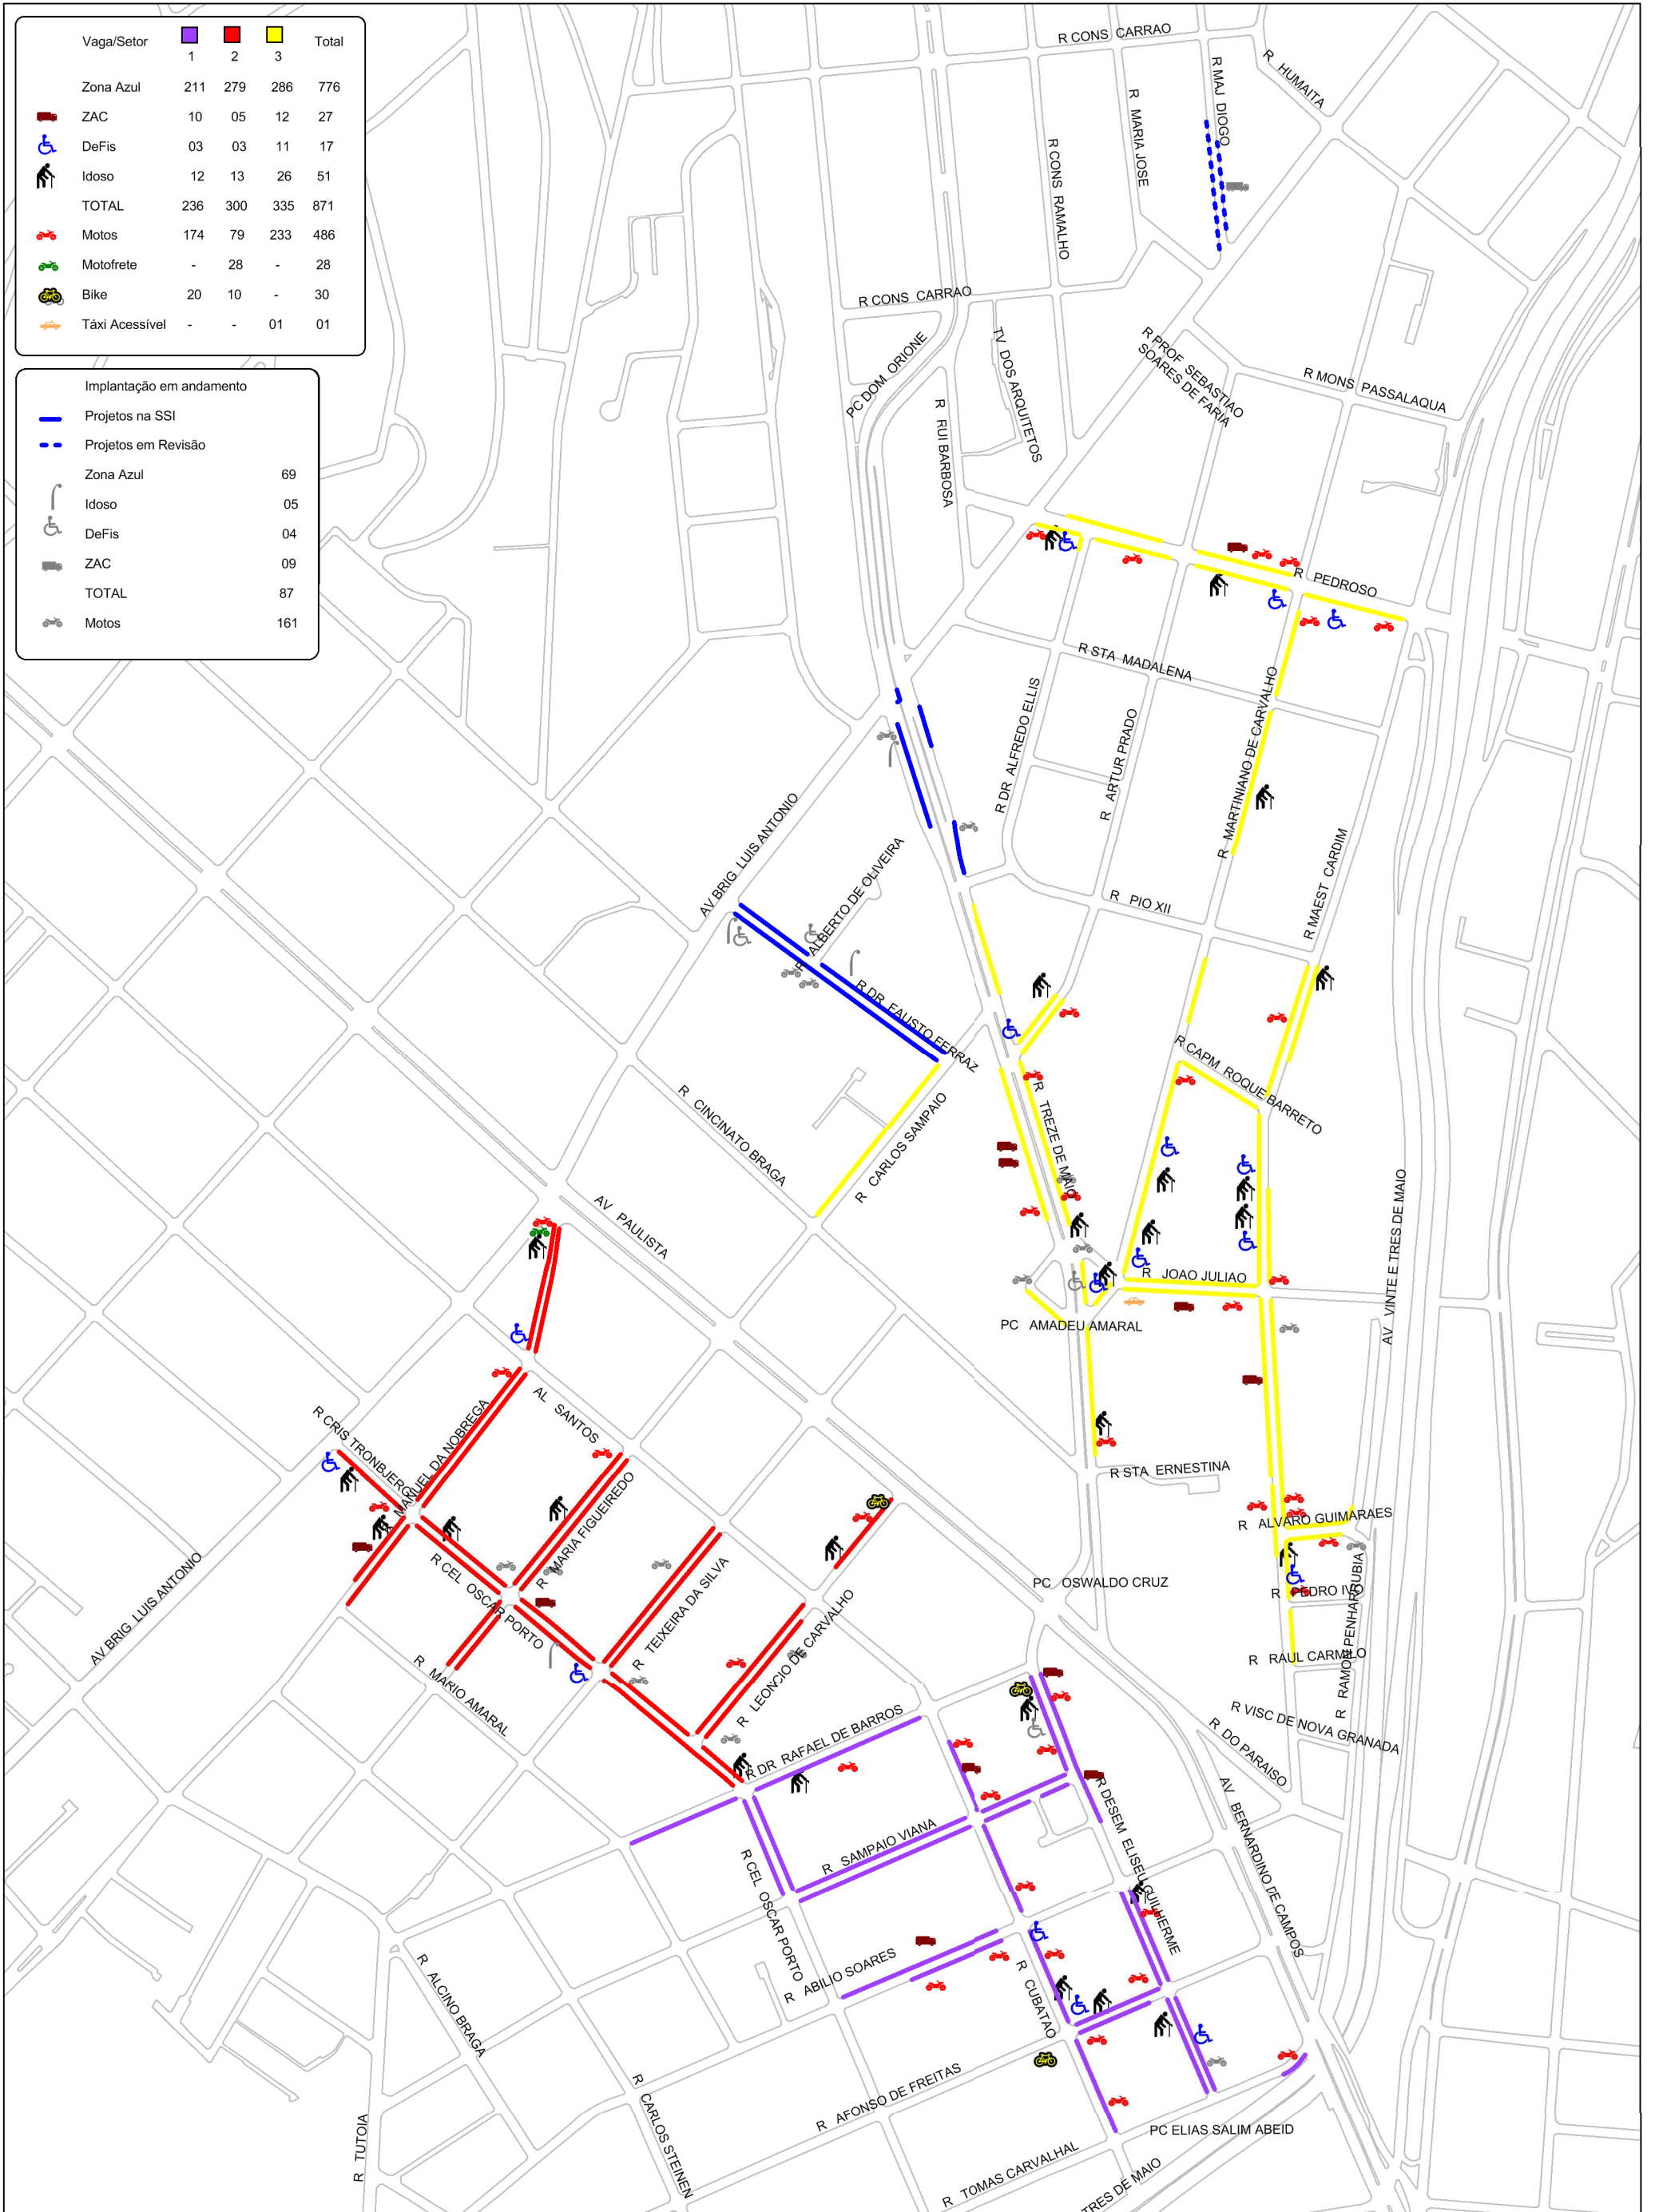 Vaga/Setor 1 2 3 Total
Zona Azul 211 279 286 776
ZAC 10 05 12 27
DeFis 03 03 11 17
Idoso 12 13 26 51
TOTAL 236 300 335 871
Motos 174 79 233 486
Motofrete - 28 - 28
Bike 20 10 - 30
Táxi Acessível - - 01 01
Implantação em andamento
Projetos na SSI
Projetos em Revisão
Zona Azul 69
Idoso 05
DeFis 04
ZAC 09
TOTAL 87
Motos 161
R CONS CARRAO
R HUMAITA
R MAJ DIOGO
R MARIA JOSE
R CONS RAMALHO
R CONS CARRAO
PC DOM ORIONE
TV DOS ARQUITETOS
R PROF SEBASTIAO
SOARES DE FARIA
R MONS PASSALAQUA
R RUI BARBOSA
R PEDROSO
R STA MADALENA
R DR ALFREDO ELLIS
R ARTUR PRADO
R MARTINIANO DE CARVALHO
R MAEST CARDIM
AV BRIG LUIS ANTONIO
R ALBERTO DE OLIVEIRA
R PIO XII
R DR FAUSTO FERRAZ
R CAPM ROQUE BARRETO
R CINCINATO BRAGA
R CARLOS SAMPAIO
R TREZE DE MAIO
AV PAULISTA
AV VINTE E TRES DE MAIO
R JOAO JULIAO
PC AMADEU AMARAL
AL SANTOS
R CRIS TRONBJERG
R MANUEL DA NOBREGA
R MARIA FIGUEIREDO
R STA ERNESTINA
R ALVARO GUIMARAES
AV BRIG LUIS ANTONIO
R CEL OSCAR PORTO
R TEIXEIRA DA SILVA
R LEONCIO DE CARVALHO
PC OSWALDO CRUZ
R PEDRO IVO
R RAMON PENHARRUBIA
R RAUL CARMILO
R MARIO AMARAL
R VISC DE NOVA GRANADA
R DO PARAISO
R DR RAFAEL DE BARROS
R DESEM ELISEU GUILHERME
AV BERNARDINO DE CAMPOS
R SAMPAIO VIANA
R CEL OSCAR PORTO
R ABILIO SOARES
R CUBATAO
R ALCINO BRAGA
R CARLOS STEINEN
R AFONSO DE FREITAS
R TUTOIA
PC ELIAS SALIM ABEID
R TOMAS CARVALHAL
TRES DE MAIO